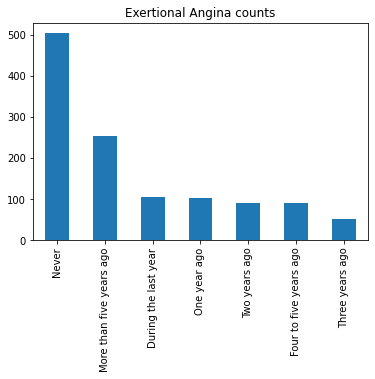 Exertional Angina counts
500
400
300
200
100
0
Never
More than five years ago
During the last year
One year ago
Two years ago
Four to five years ago
Three years ago